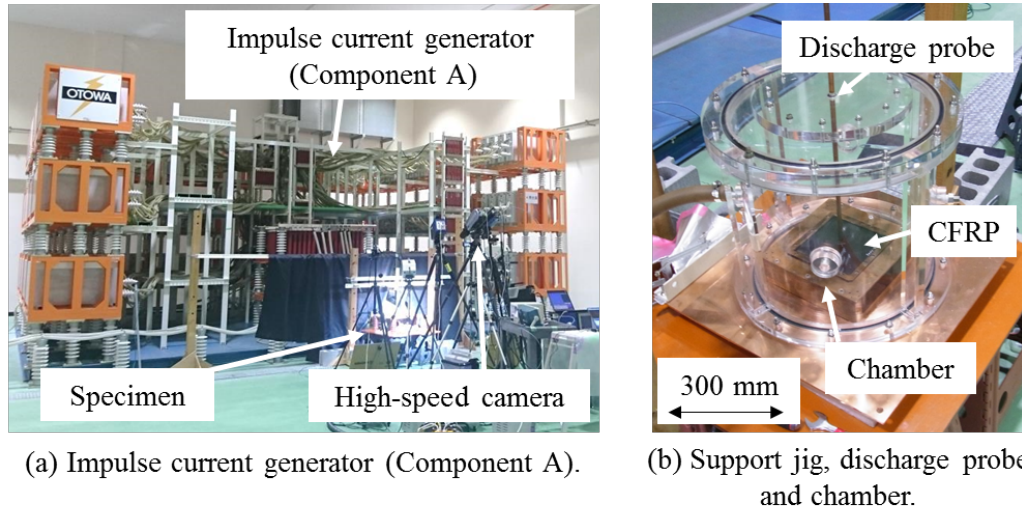 Impulse current generator
(Component A)
OTOWA
Specimen
High-speed camera
(a) Impulse current generator (Component A).
Discharge probe
CFRP
Chamber
300 mm
(b) Support jig, discharge probe
and chamber.